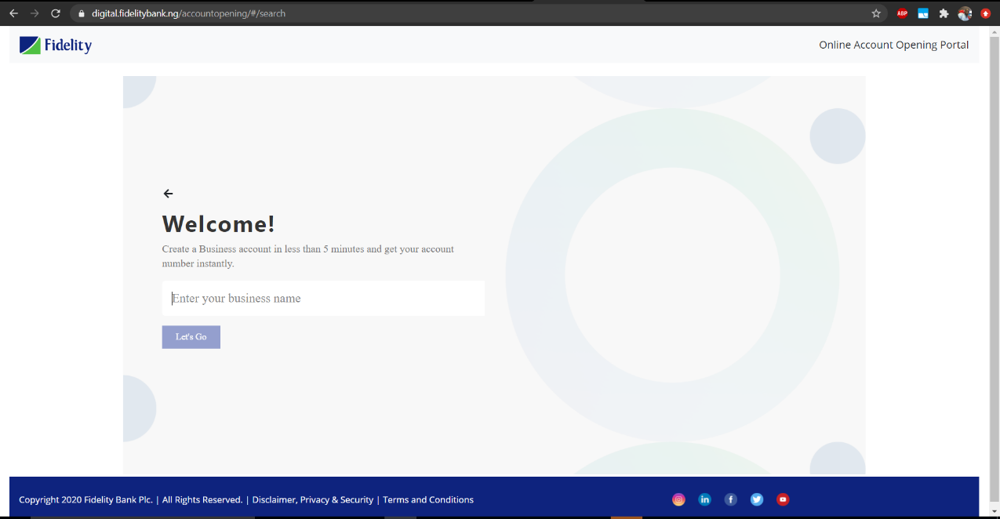 digital.fidelitybank.ng/accountopening/#/search
ABP
Fidelity
Online Account Opening Portal
Welcome!
Create a Business account in less than 5 minutes and get your account
number instantly.
Enter your business name
Let's Go
Copyright 2020 Fidelity Bank Plc. | All Rights Reserved. | Disclaimer, Privacy & Security | Terms and Conditions